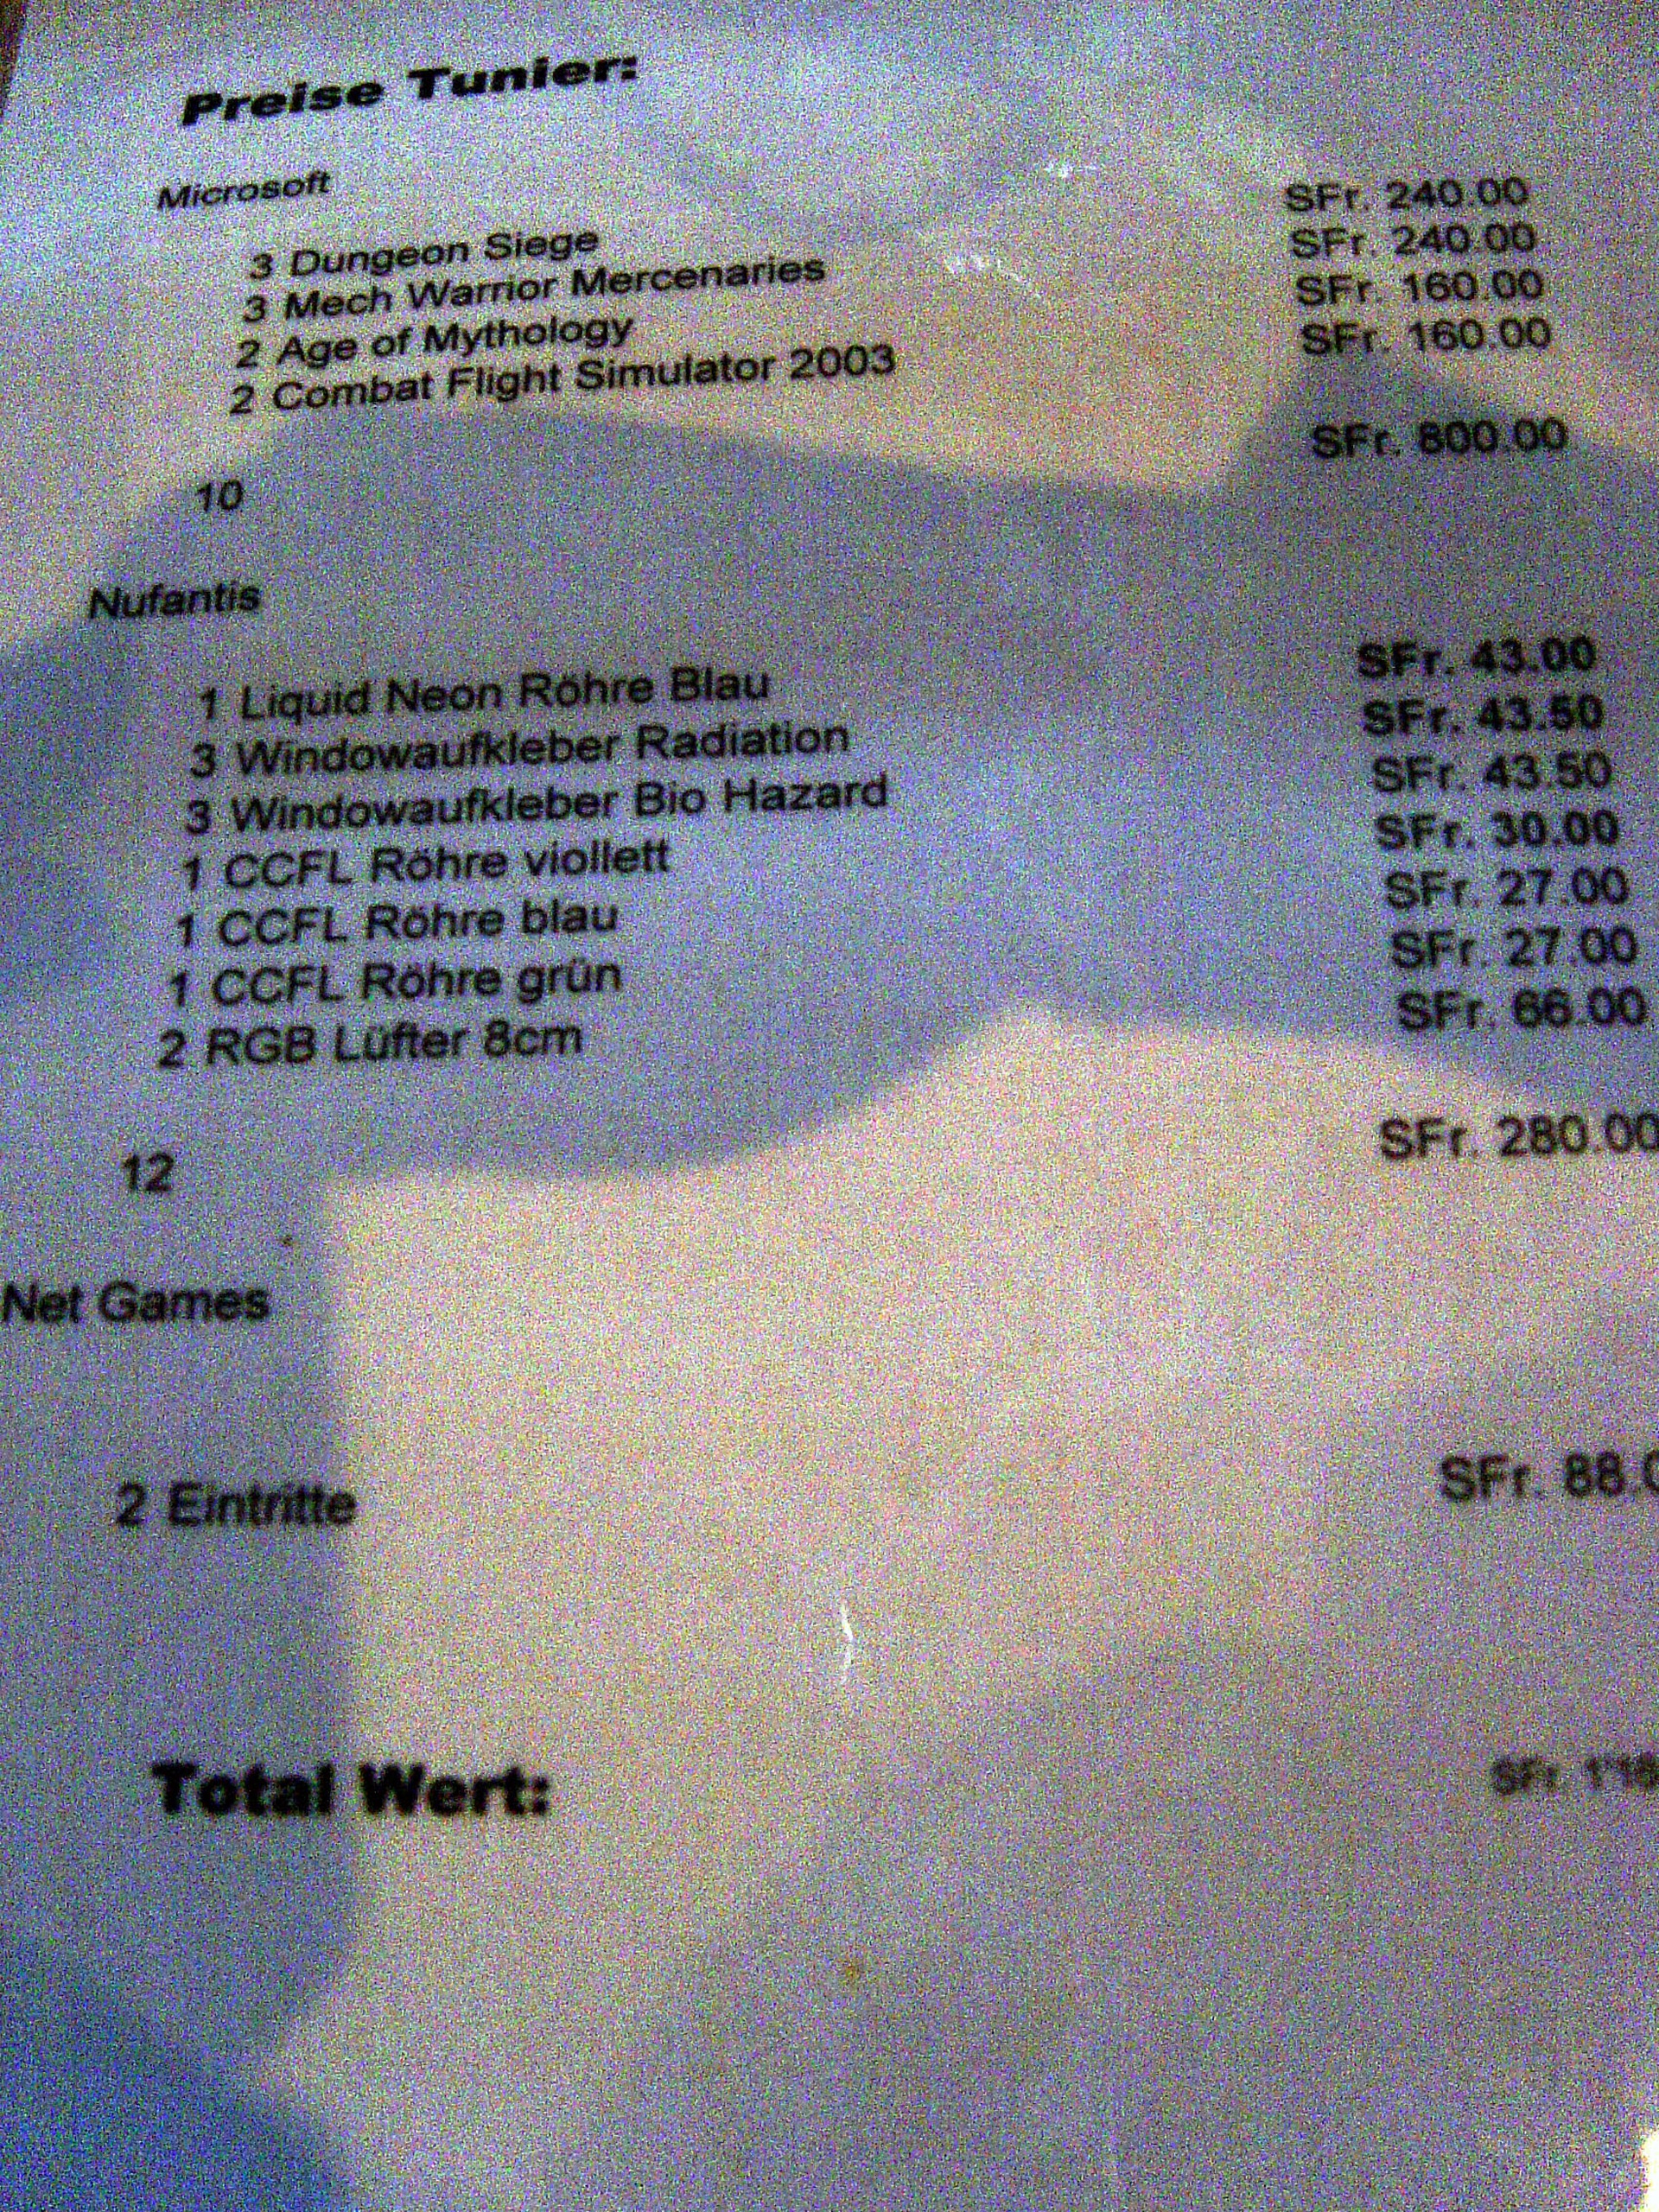 Preise Tunier:
Microsoft
3 Dungeon Siege SFr. 240.00
3 Mech Warrior Mercenaries SFr. 240.00
2 Age of Mythology SFr. 160.00
2 Combat Flight Simulator 2003 SFr. 160.00
10 SFr. 800.00
Nufantis
1 Liquid Neon Röhre Blau SFr. 43.00
3 Windowaufkleber Radiation SFr. 43.50
3 Windowaufkleber Bio Hazard SFr. 43.50
1 CCFL Röhre viollett SFr. 30.00
1 CCFL Röhre blau SFr. 27.00
1 CCFL Röhre grün SFr. 27.00
2 RGB Lüfter 8cm SFr. 66.00
12 SFr. 280.00
Net Games
2 Eintritte SFr. 88.
Total Wert: SFr.